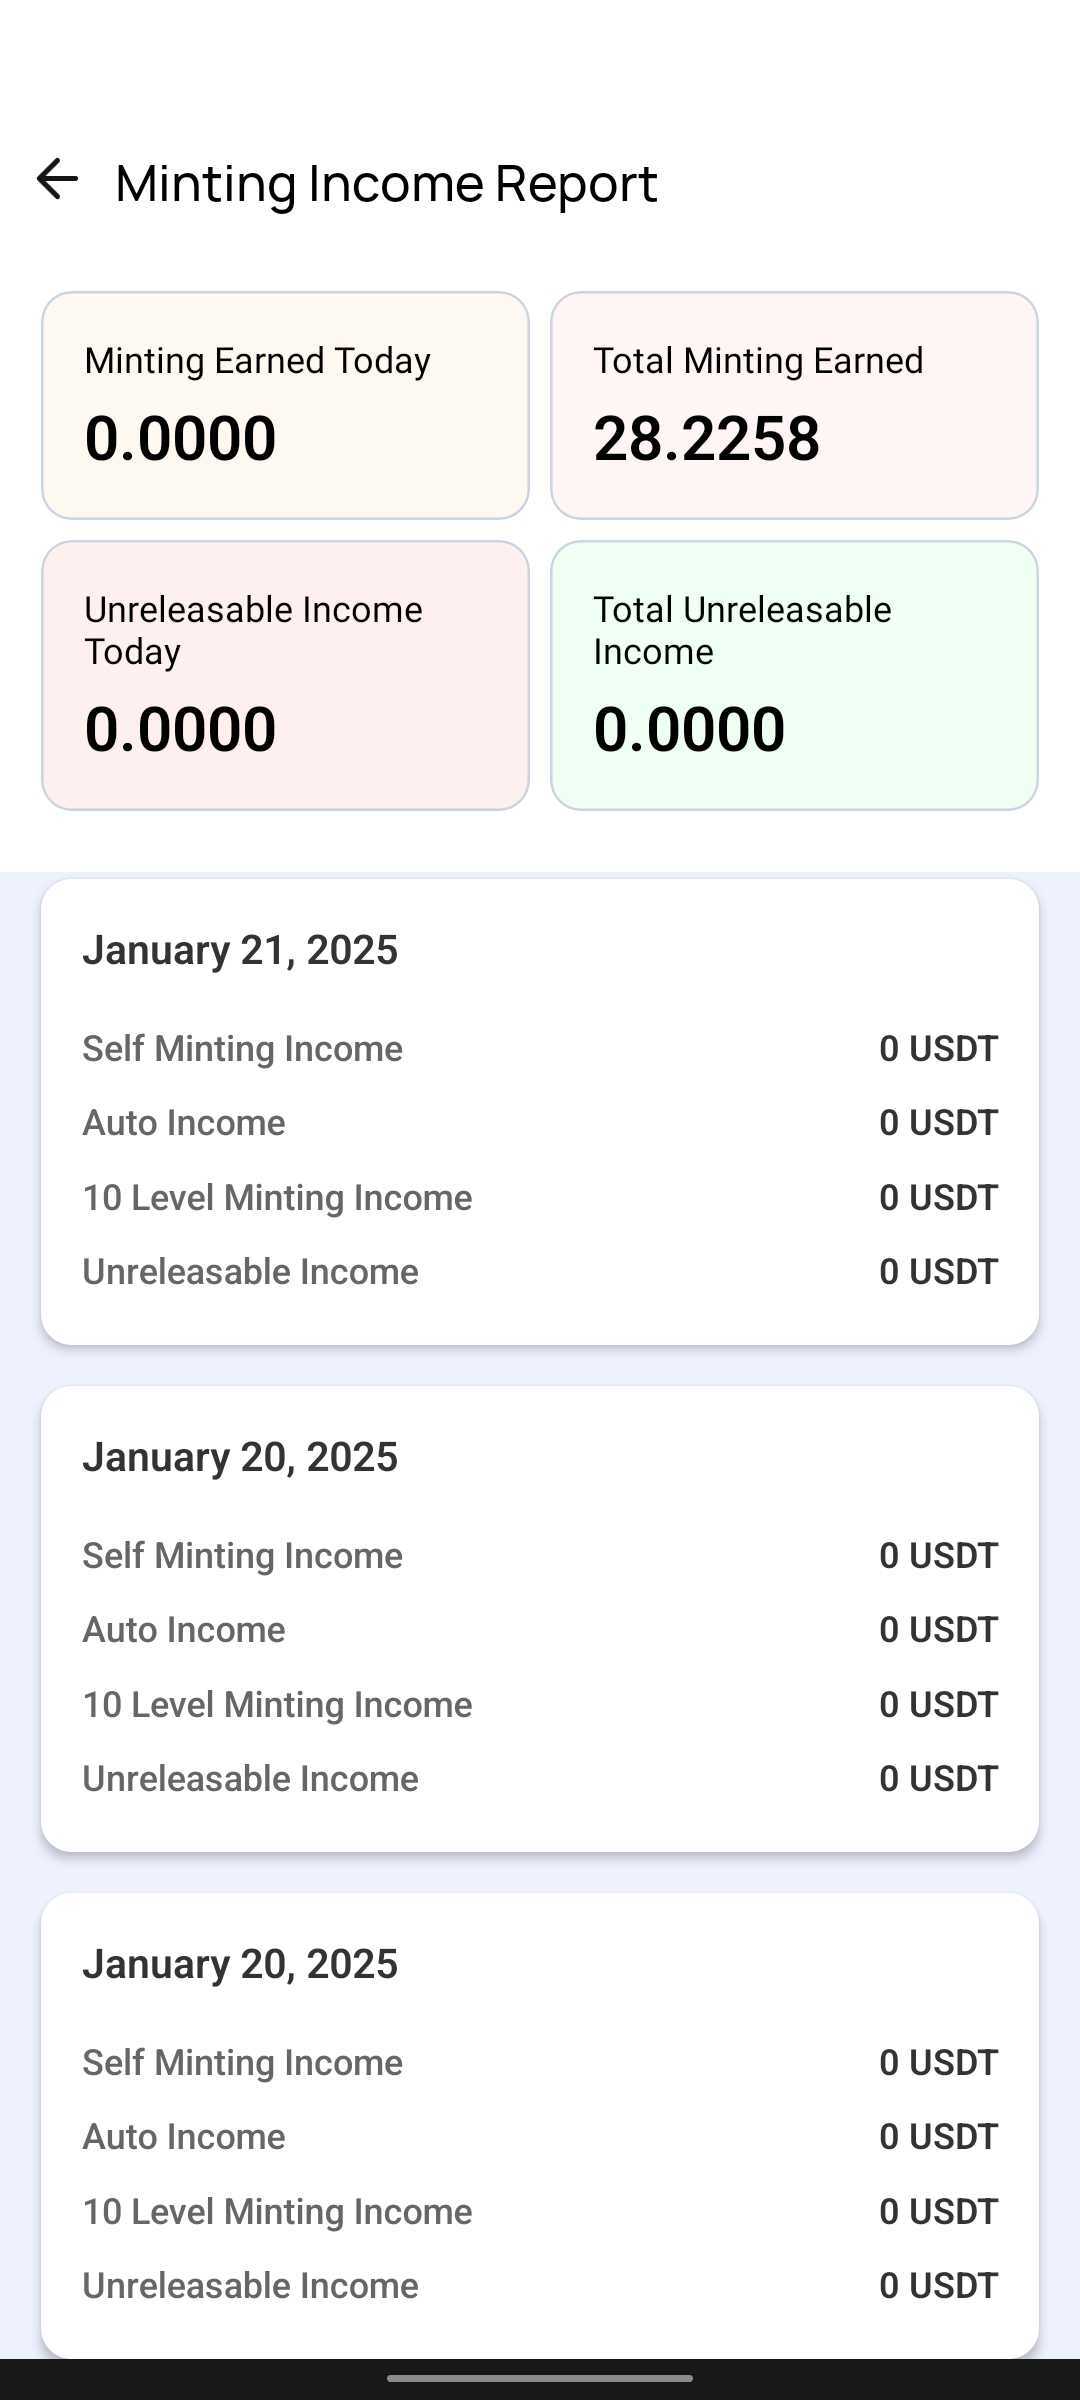 Minting Income Report
Minting Earned Today
0.0000
Total Minting Earned
28.2258
Unreleasable Income
Today
0.0000
Total Unreleasable
Income
0.0000
January 21, 2025
Self Minting Income 0 USDT
Auto Income 0 USDT
10 Level Minting Income 0 USDT
Unreleasable Income 0 USDT
January 20, 2025
Self Minting Income 0 USDT
Auto Income 0 USDT
10 Level Minting Income 0 USDT
Unreleasable Income 0 USDT
January 20, 2025
Self Minting Income 0 USDT
Auto Income 0 USDT
10 Level Minting Income 0 USDT
Unreleasable Income 0 USDT